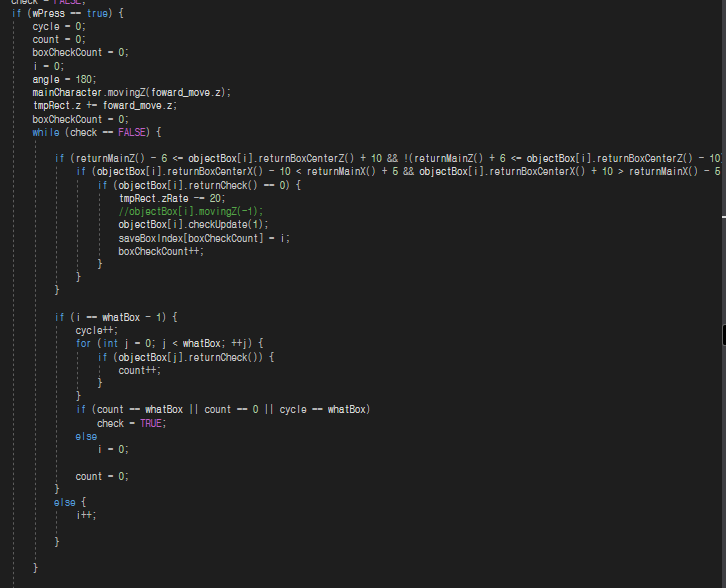 check = FALSE;
if (wPress == true) {
cycle = 0;
count = 0;
boxCheckCount = 0;
i = 0;
angle = 180;
mainCharacter.movingZ(foward_move.z);
tmpRect.z += foward_move.z;
boxCheckCount = 0;
while (check == FALSE) {
if (returnMainZ() - 6 <= objectBox[i].returnBoxCenterZ() + 10 && !(returnMainZ() + 6 <= objectBox[i].returnBoxCenterZ() - 10
if (objectBox[i].returnBoxCenterX() - 10 < returnMainX() + 5 && objectBox[i].returnBoxCenterX() + 10 > returnMainX() - 5
if (objectBox[i].returnCheck() == 0) {
tmpRect.zRate -= 20;
//objectBox[i].movingZ(-1);
objectBox[i].checkUpdate(1);
saveBoxIndex[boxCheckCount] = i;
boxCheckCount++;
}
}
}
if (i == whatBox - 1) {
cycle++;
for (int j = 0; j < whatBox; ++j) {
if (objectBox[j].returnCheck()) {
count++;
}
}
if (count == whatBox || count == 0 || cycle == whatBox)
check = TRUE;
else
i = 0;
count = 0;
}
else {
i++;
}
}